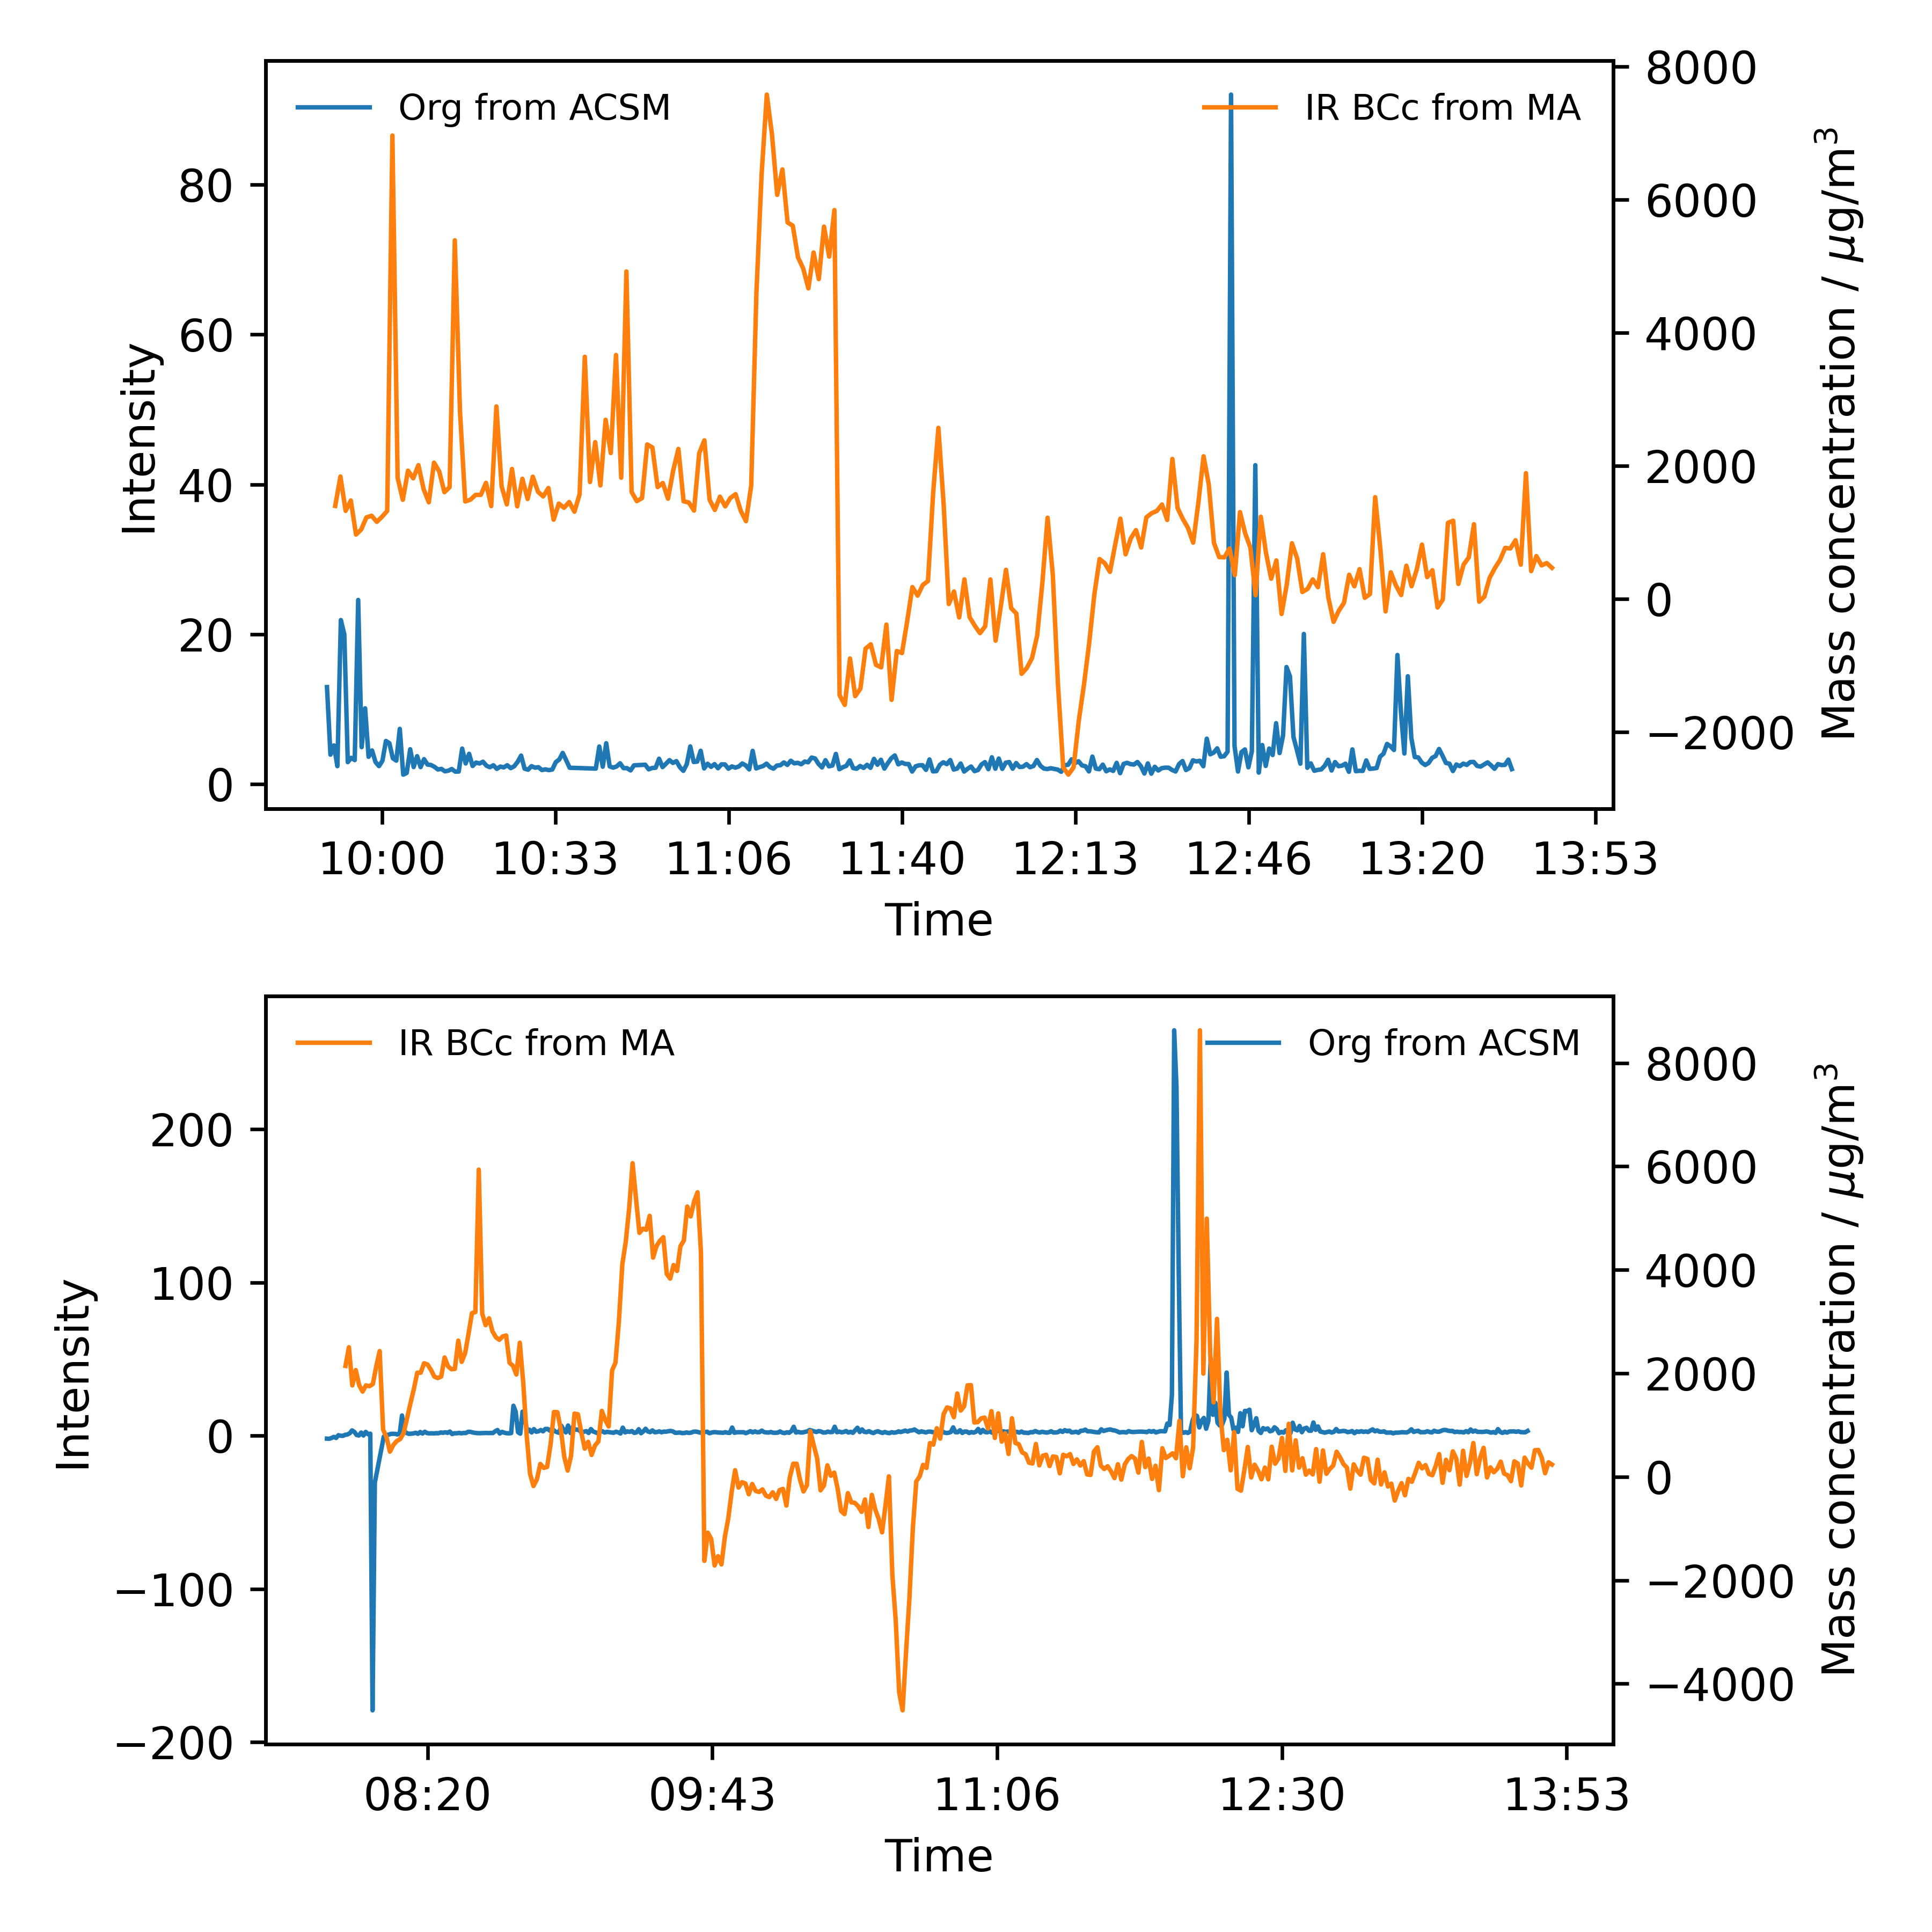 Org from ACSM
IR BCc from MA
80
60
40
20
0
Intensity
8000
6000
4000
2000
0
−2000
Mass concentration / µg/m³
10:00 10:33 11:06 11:40 12:13 12:46 13:20 13:53
Time
IR BCc from MA
Org from ACSM
200
100
0
−100
−200
Intensity
8000
6000
4000
2000
0
−2000
−4000
Mass concentration / µg/m³
08:20 09:43 11:06 12:30 13:53
Time